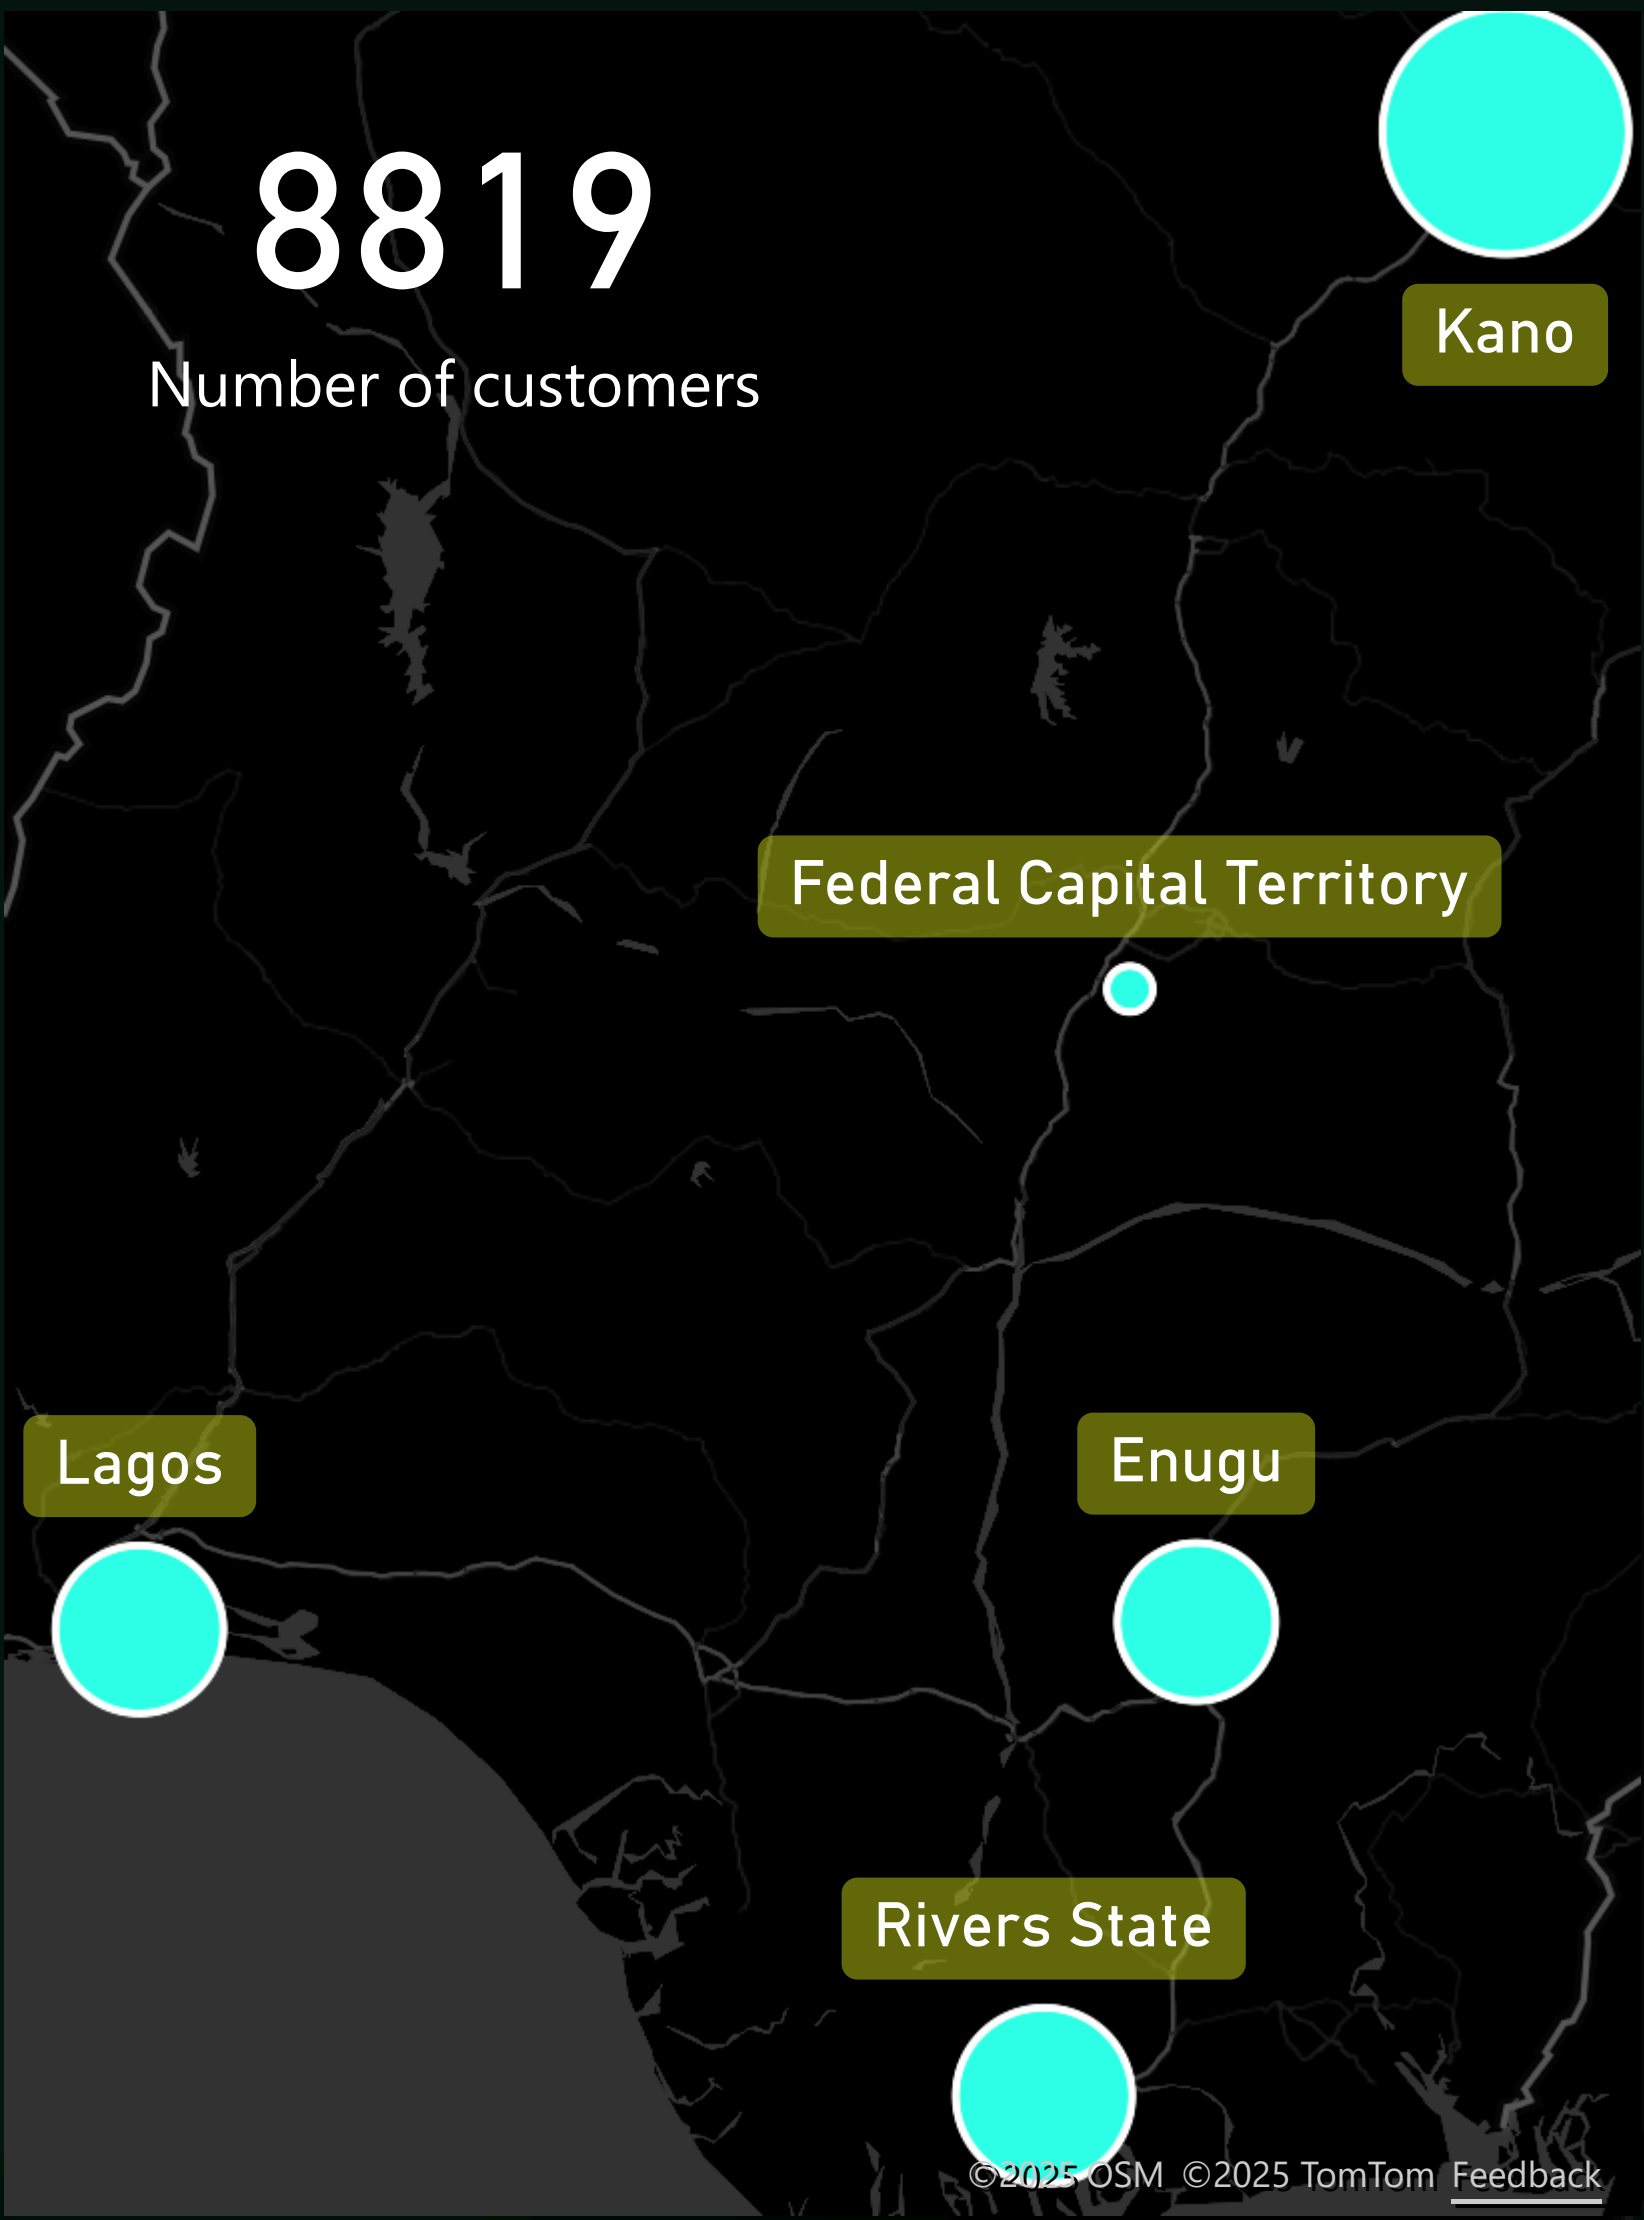 8819
Number of customers
Kano
Federal Capital Territory
Lagos
Enugu
Rivers State
©2025 OSM ©2025 TomTom Feedback